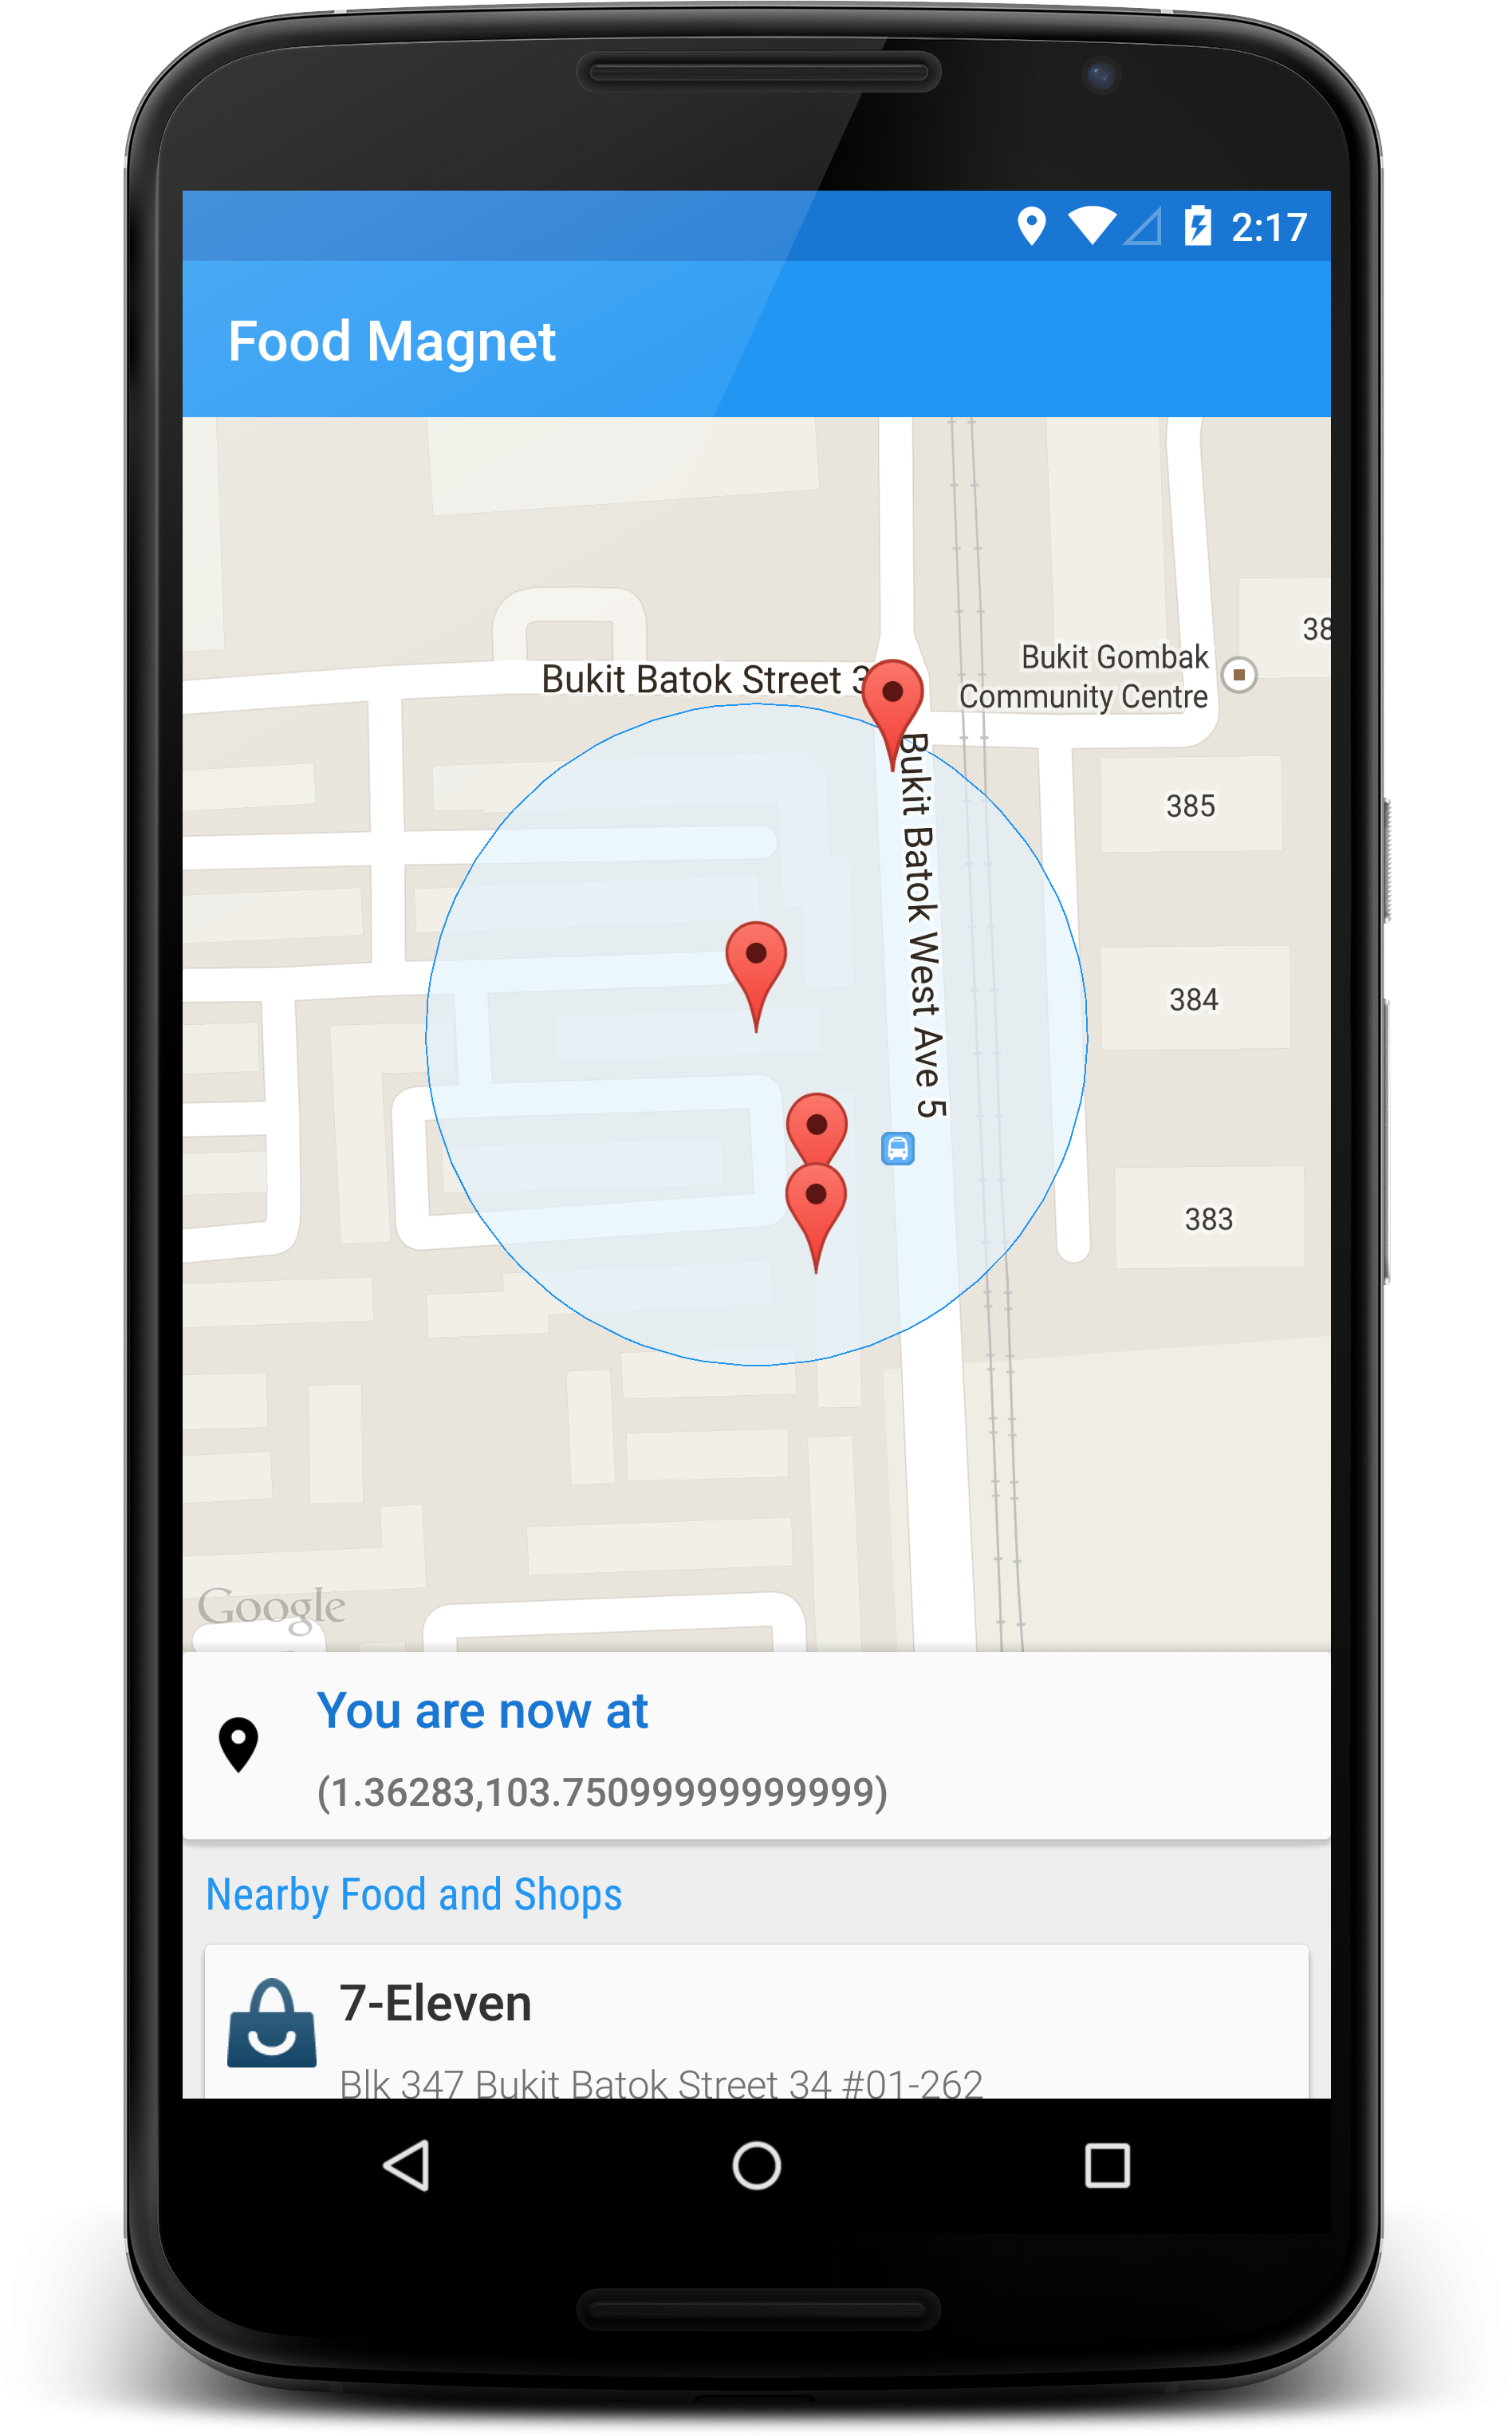 2:17
Food Magnet
38
Bukit Gombak
Community Centre
Bukit Batok Street 3
Bukit Batok West Ave 5
385
384
383
Google
You are now at
(1.36283,103.75099999999999)
Nearby Food and Shops
7-Eleven
Blk 347 Bukit Batok Street 34 #01-262